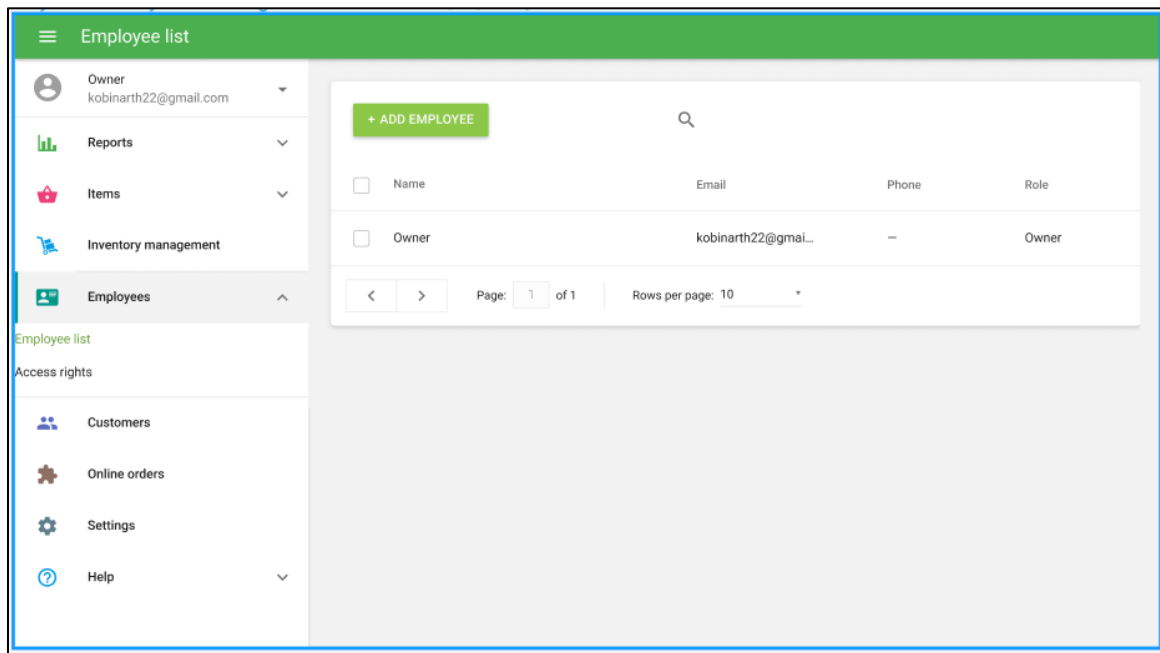 Employee list
Owner
kobinarth22@gmail.com
Reports
Items
Inventory management
Employees
Employee list
Access rights
Customers
Online orders
Settings
Help
+ ADD EMPLOYEE
Name Email Phone Role
Owner kobinarth22@gmai... — Owner
Page: 1 of 1 Rows per page: 10